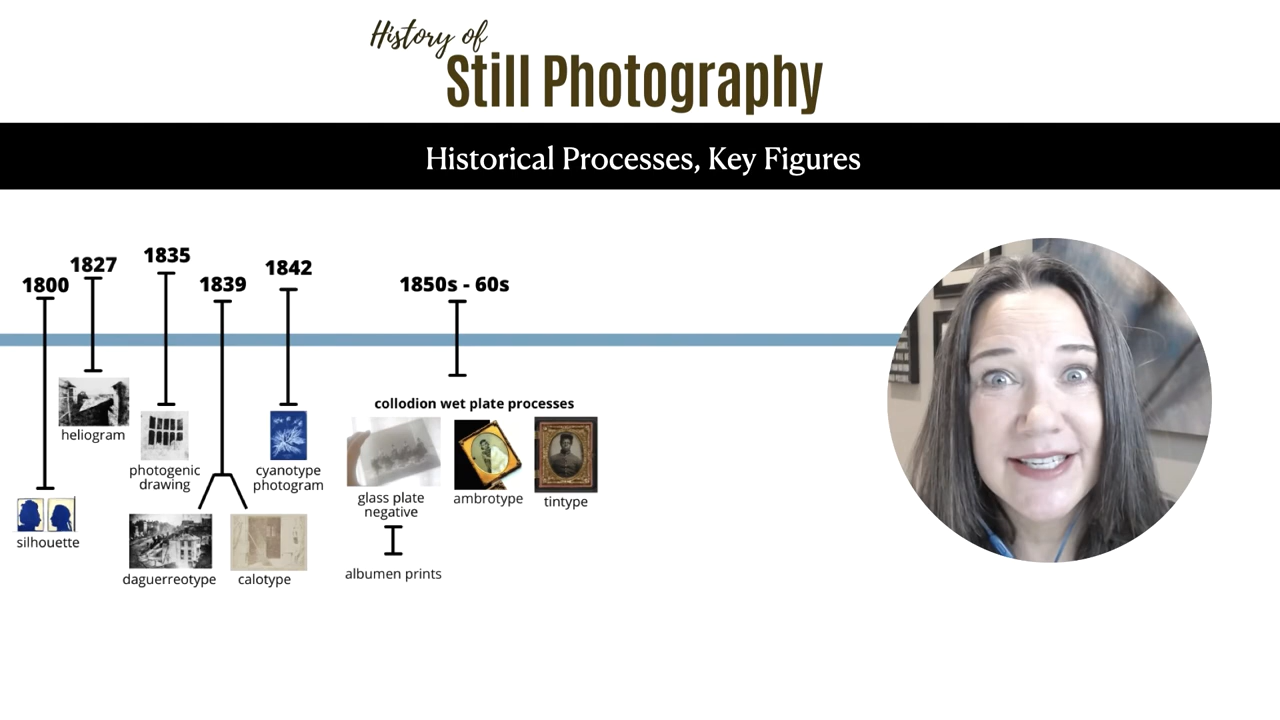 History of
Still Photography
Historical Processes, Key Figures
1800
1827
1835
1839
1842
1850s - 60s
silhouette
heliogram
photogenic
drawing
daguerreotype
calotype
cyanotype
photogram
collodion wet plate processes
glass plate
negative
ambrotype
tintype
albumen prints